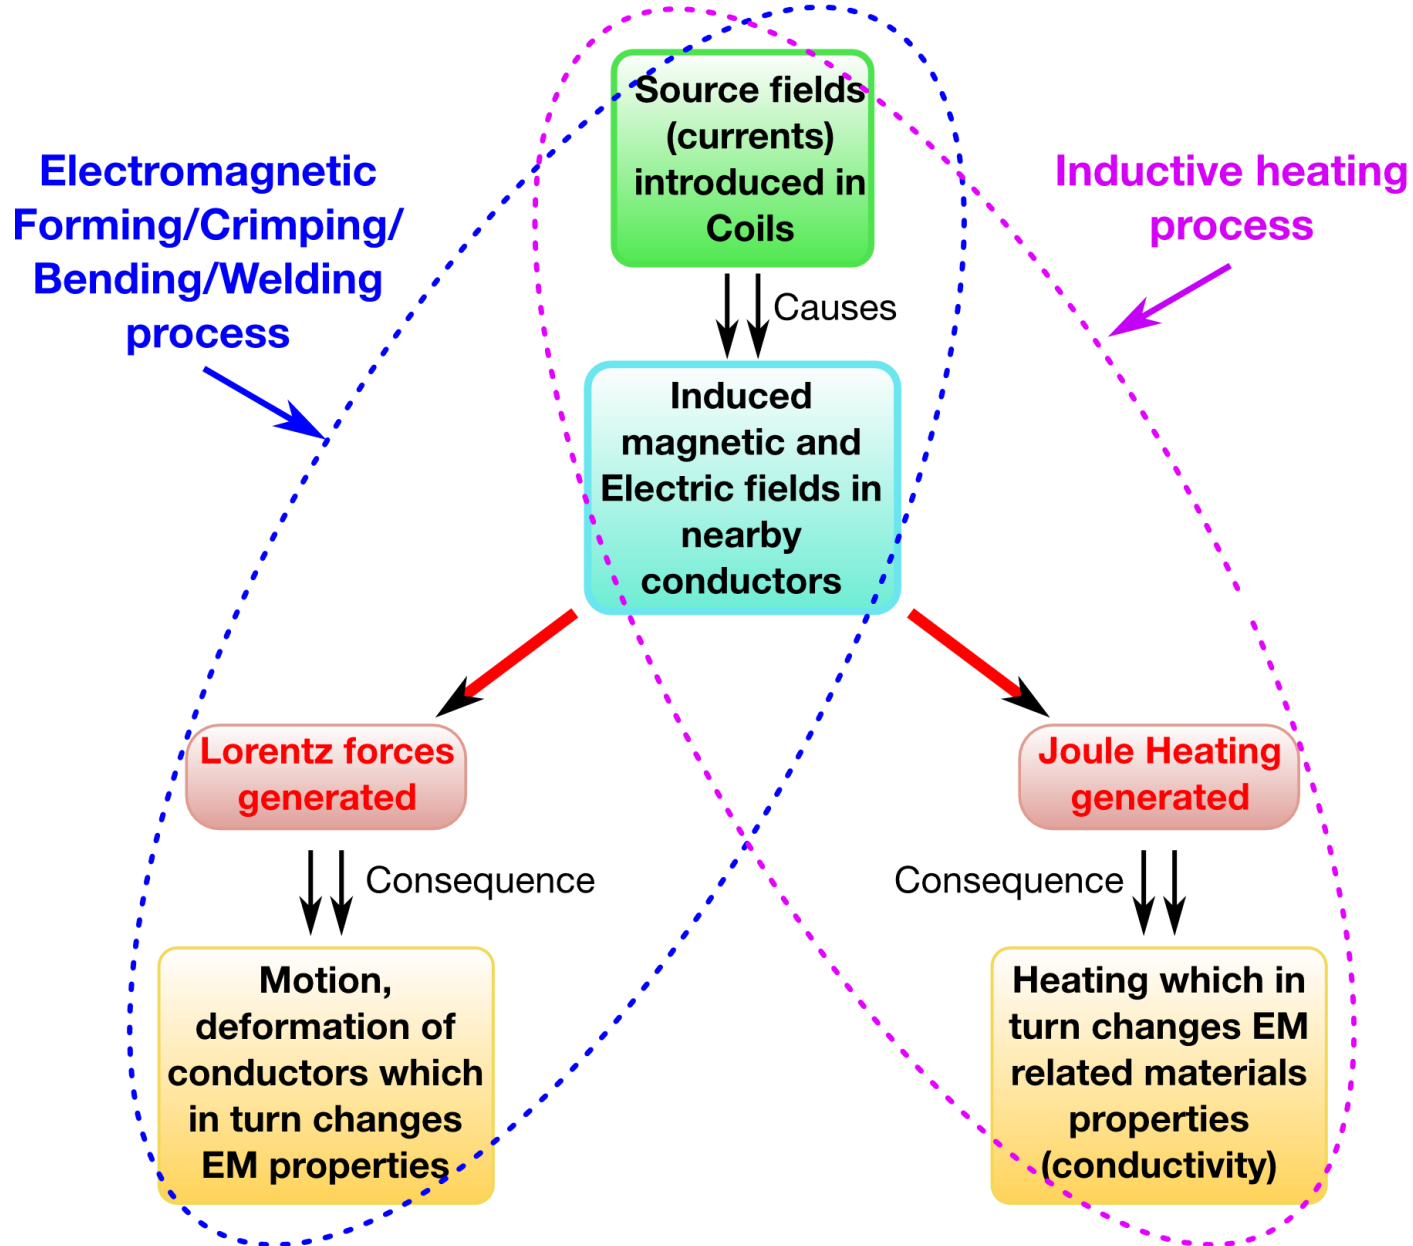 Source fields
(currents)
introduced in
Coils
Electromagnetic
Forming/Crimping/
Bending/Welding
process
Inductive heating
process
Causes
Induced
magnetic and
Electric fields in
nearby
conductors
Lorentz forces
generated
Joule Heating
generated
Consequence
Consequence
Motion,
deformation of
conductors which
in turn changes
EM properties
Heating which in
turn changes EM
related materials
properties
(conductivity)